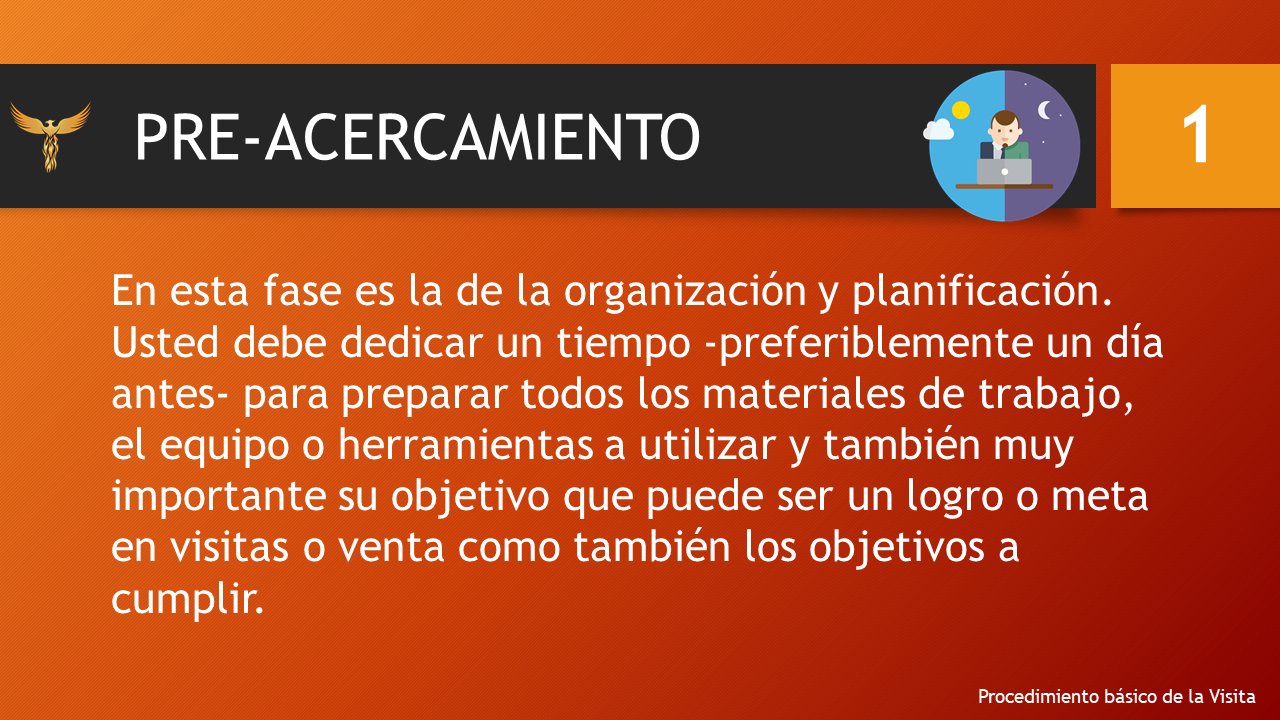 PRE-ACERCAMIENTO
1
En esta fase es la de la organización y planificación.
Usted debe dedicar un tiempo -preferiblemente un día
antes- para preparar todos los materiales de trabajo,
el equipo o herramientas a utilizar y también muy
importante su objetivo que puede ser un logro o meta
en visitas o venta como también los objetivos a
cumplir.
Procedimiento básico de la Visita